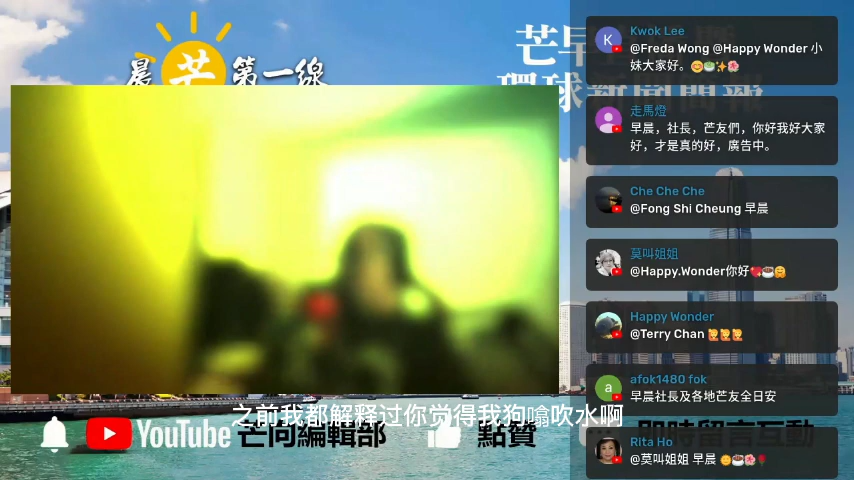 晨芒第一線
芒早
環球新聞簡報
Kwok Lee
@Freda Wong @Happy Wonder 小
妹大家好。
走馬燈
早晨，社長，芒友們，你好我好大家
好，才是真的好，廣告中。
Che Che Che
@Fong Shi Cheung 早晨
莫叫姐姐
@Happy.Wonder你好
Happy Wonder
@Terry Chan
a
afok1480 fok
早晨社長及各地芒友全日安
Rita Ho
@莫叫姐姐 早晨
K
之前我都解释过你觉得我狗噏吹水啊
YouTube 芒向編輯部
點贊
即時留言互動